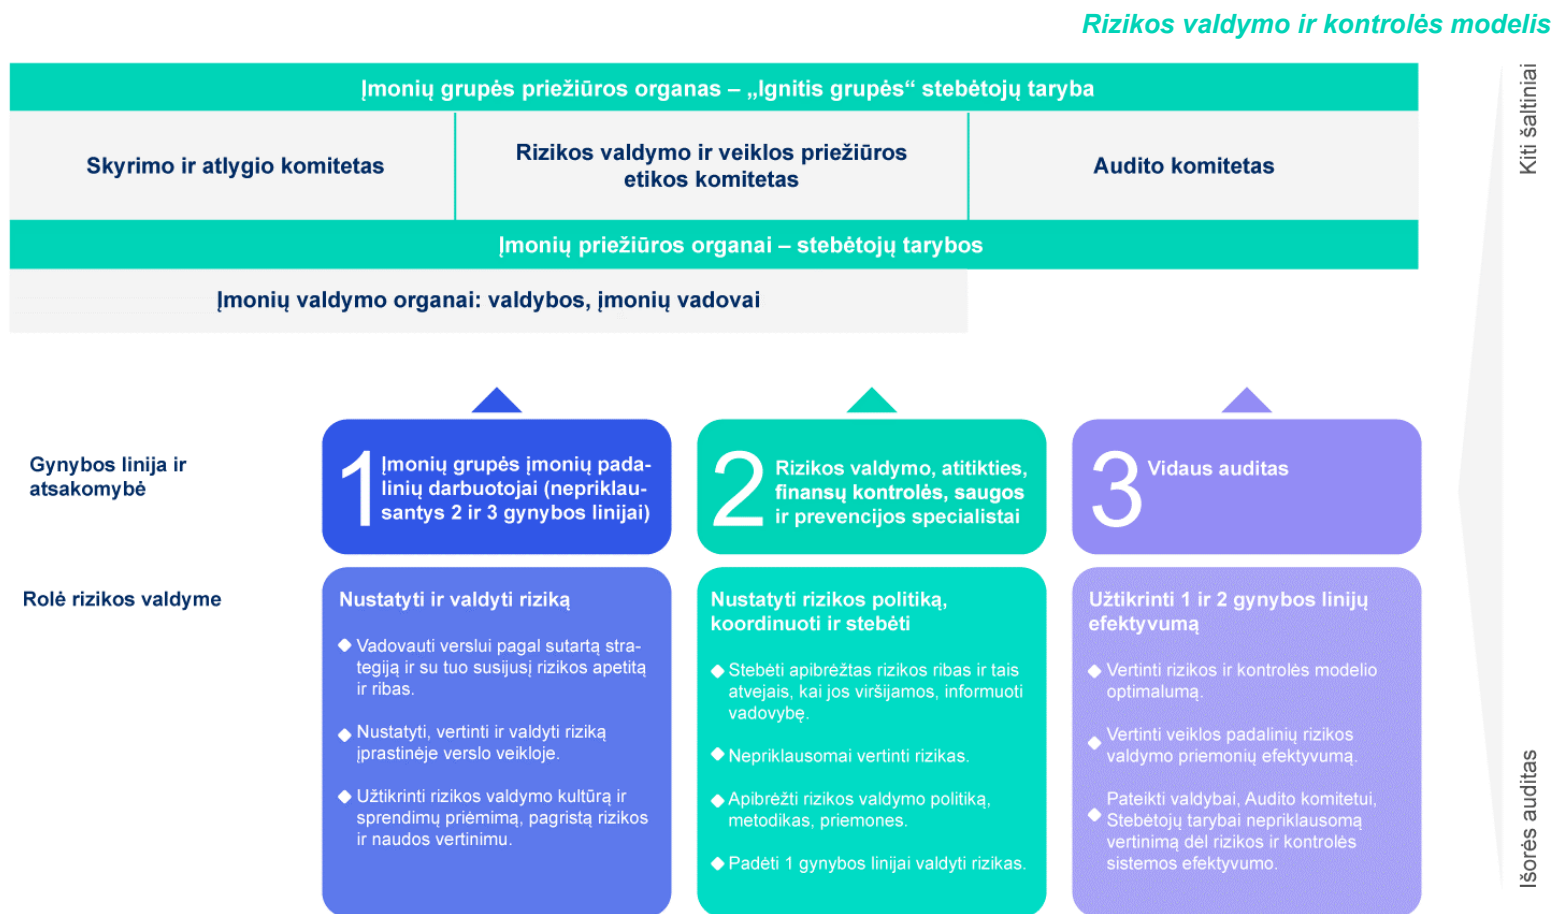 Rizikos valdymo ir kontrolės modelis
Įmonių grupės priežiūros organas – „Ignitis grupės“ stebėtojų taryba
Skyrimo ir atlygio komitetas
Rizikos valdymo ir veiklos priežiūros
etikos komitetas
Audito komitetas
Įmonių priežiūros organai – stebėtojų tarybos
Įmonių valdymo organai: valdybos, įmonių vadovai
Kiti šaltiniai
Išorės auditas
Gynybos linija ir
atsakomybė
1
Įmonių grupės įmonių pada-
linių darbuotojai (nepriklau-
santys 2 ir 3 gynybos linijai)
2
Rizikos valdymo, atitikties,
finansų kontrolės, saugos
ir prevencijos specialistai
3
Vidaus auditas
Rolė rizikos valdyme
Nustatyti ir valdyti riziką
Vadovauti verslui pagal sutartą stra-
tegiją ir su tuo susijusį rizikos apetitą
ir ribas.
Nustatyti, vertinti ir valdyti riziką
įprastinėje verslo veikloje.
Užtikrinti rizikos valdymo kultūrą ir
sprendimų priėmimą, pagristą rizikos
ir naudos vertinimu.
Nustatyti rizikos politiką,
koordinuoti ir stebėti
Stebėti apibrėžtas rizikos ribas ir tais
atvejais, kai jos viršijamos, informuoti
vadovybę.
Nepriklausomai vertinti rizikas.
Apibrėžti rizikos valdymo politiką,
metodikas, priemones.
Padėti 1 gynybos linijai valdyti rizikas.
Užtikrinti 1 ir 2 gynybos linijų
efektyvumą
Vertinti rizikos ir kontrolės modelio
optimalumą.
Vertinti veiklos padalinių rizikos
valdymo priemonių efektyvumą.
Pateikti valdybai, Audito komitetui,
Stebėtojų tarybai nepriklausomą
vertinimą dėl rizikos ir kontrolės
sistemos efektyvumo.